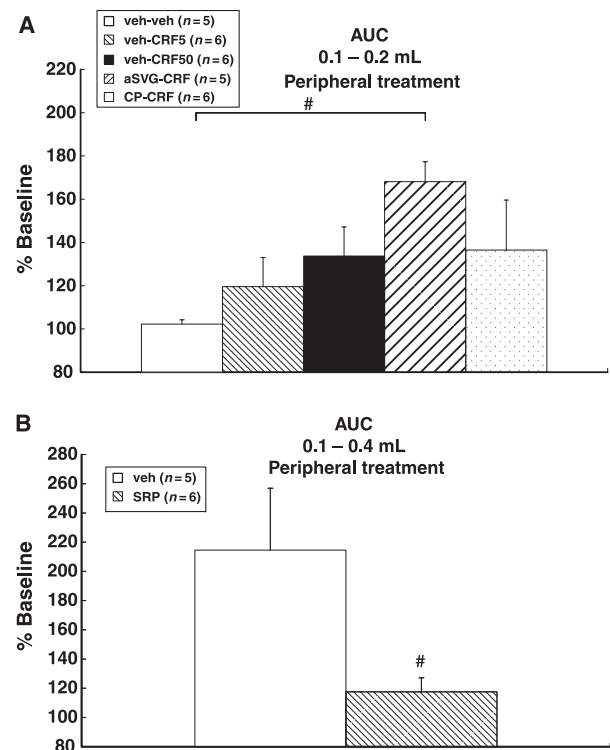 A
veh-veh (n = 5)
veh-CRF5 (n = 6)
veh-CRF50 (n = 6)
aSVG-CRF (n = 5)
CP-CRF (n = 6)
AUC
0.1 – 0.2 mL
Peripheral treatment
#
% Baseline
220
200
180
160
140
120
100
80
B
veh (n = 5)
SRP (n = 6)
AUC
0.1 – 0.4 mL
Peripheral treatment
#
% Baseline
280
260
240
220
200
180
160
140
120
100
80